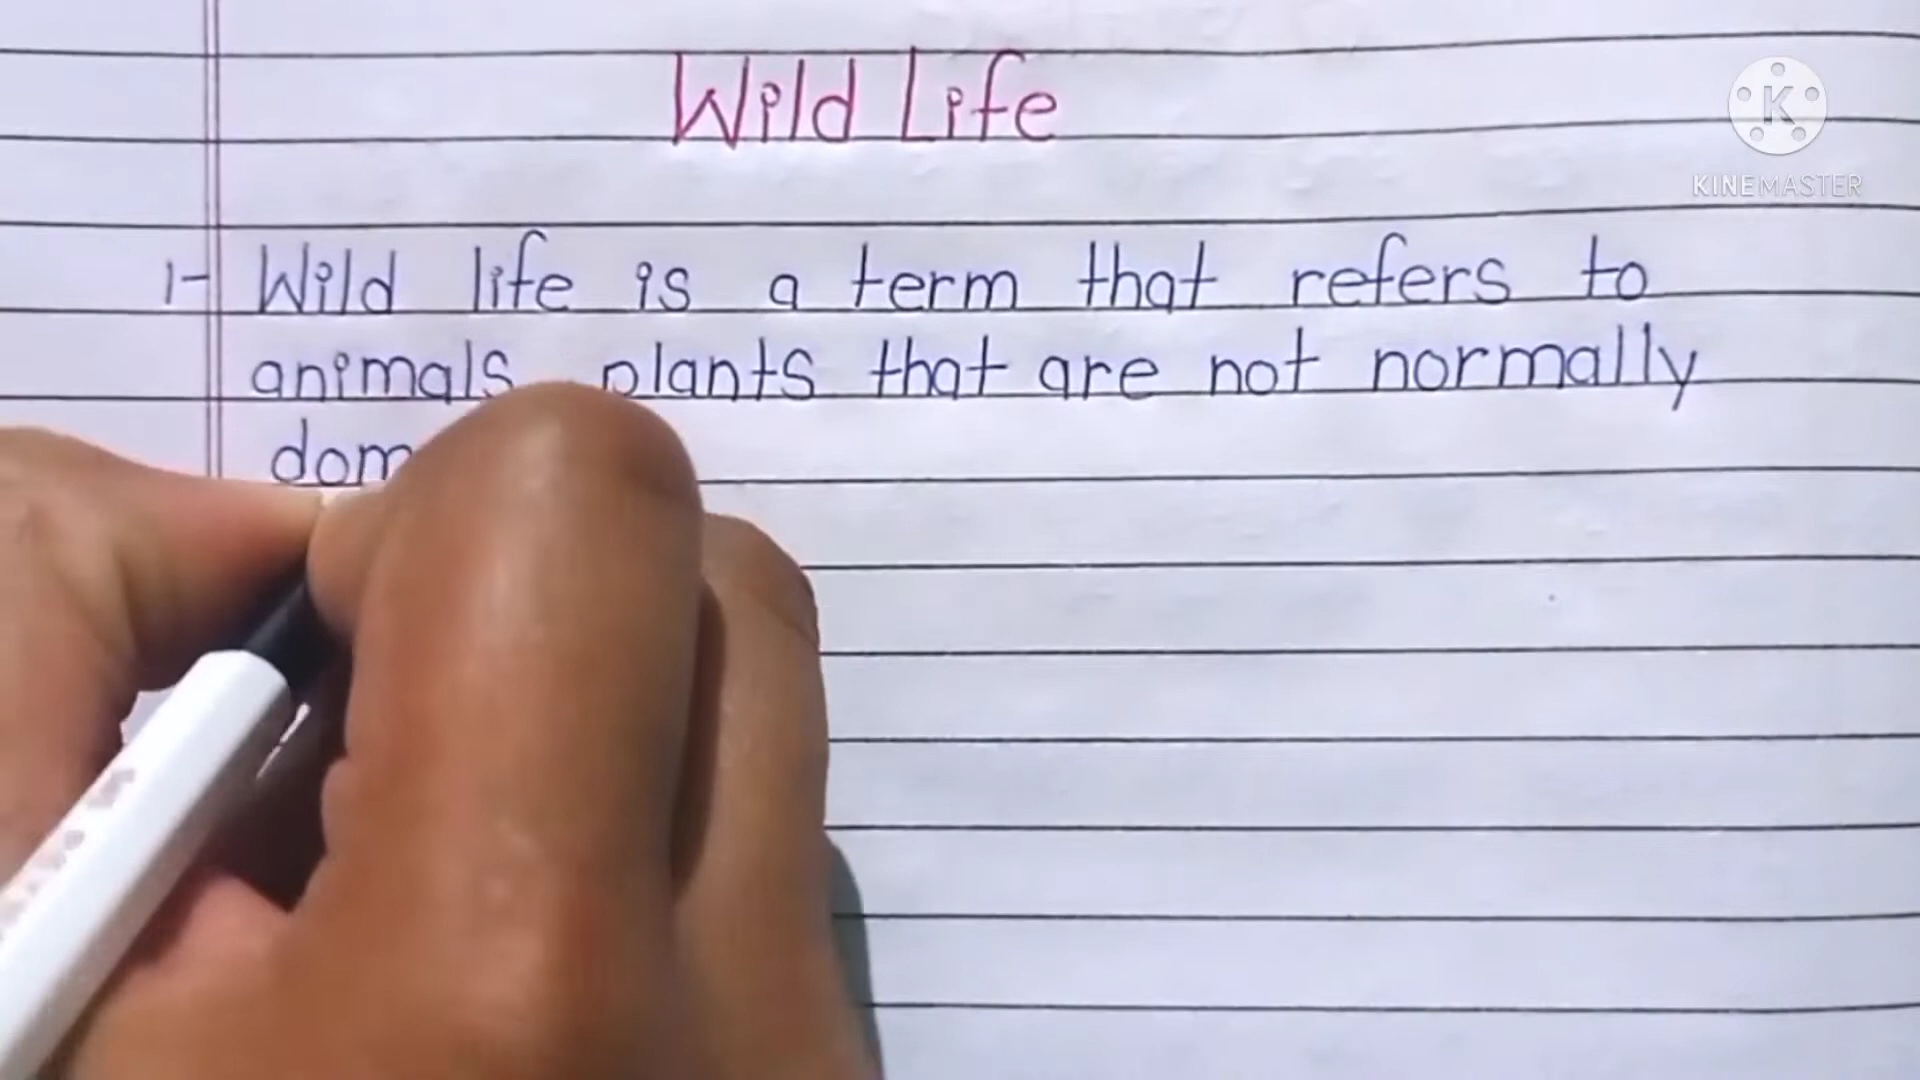 Wild Life
KINEMASTER
1- Wild life is a term that refers to
animals plants that are not normally
dom